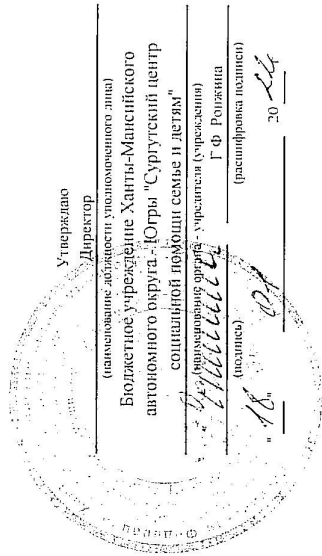 Утверждаю
Директор
(наименование должности уполномоченного лица)
Бюджетное учреждение Ханты-Мансийского
автономного округа - Югры "Сургутский центр
социальной помощи семье и детям"
(наименование органа - учредителя (учреждения)
Г.Ф. Ронжина
(подпись) (расшифровка подписи)
"18" 01 20 24